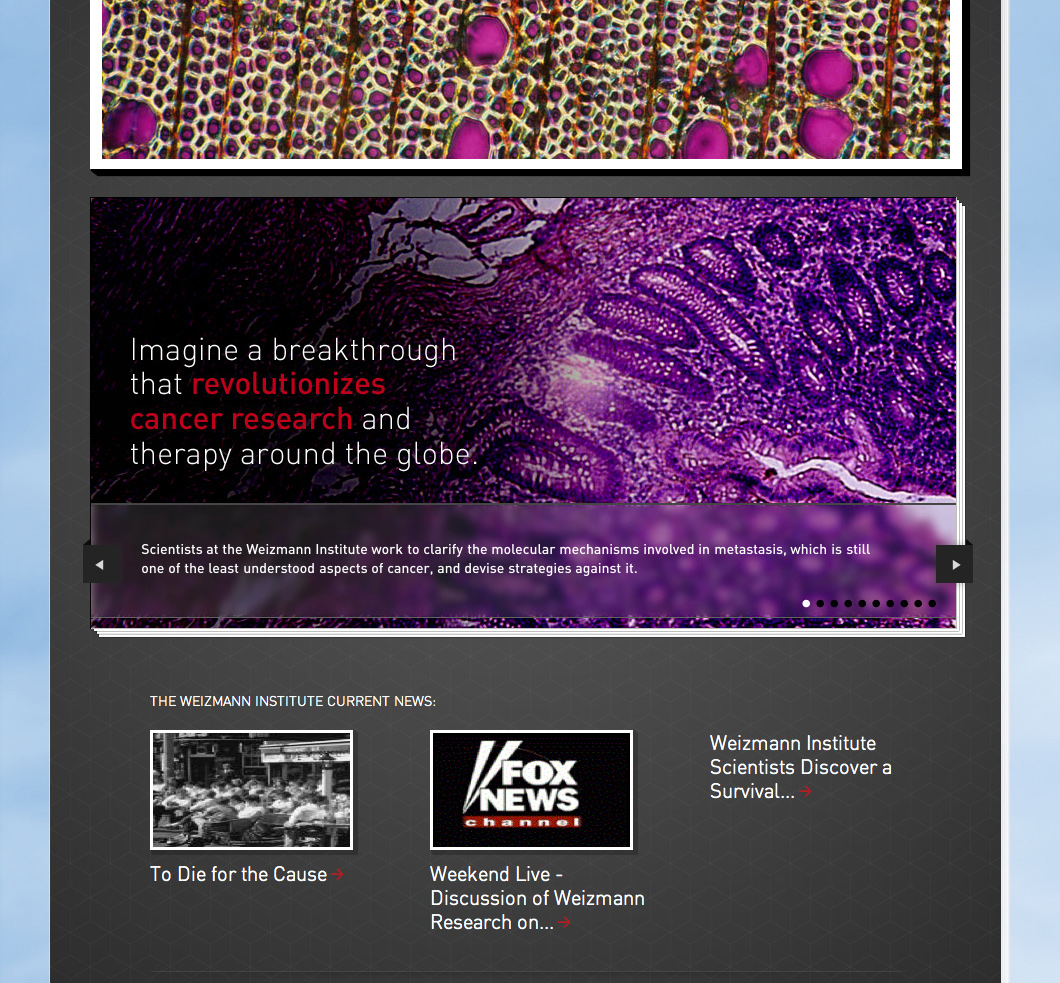 Imagine a breakthrough
that revolutionizes
cancer research and
therapy around the globe.
Scientists at the Weizmann Institute work to clarify the molecular mechanisms involved in metastasis, which is still
one of the least understood aspects of cancer, and devise strategies against it.
THE WEIZMANN INSTITUTE CURRENT NEWS:
FOX
NEWS
channel
To Die for the Cause →
Weekend Live -
Discussion of Weizmann
Research on... →
Weizmann Institute
Scientists Discover a
Survival... →